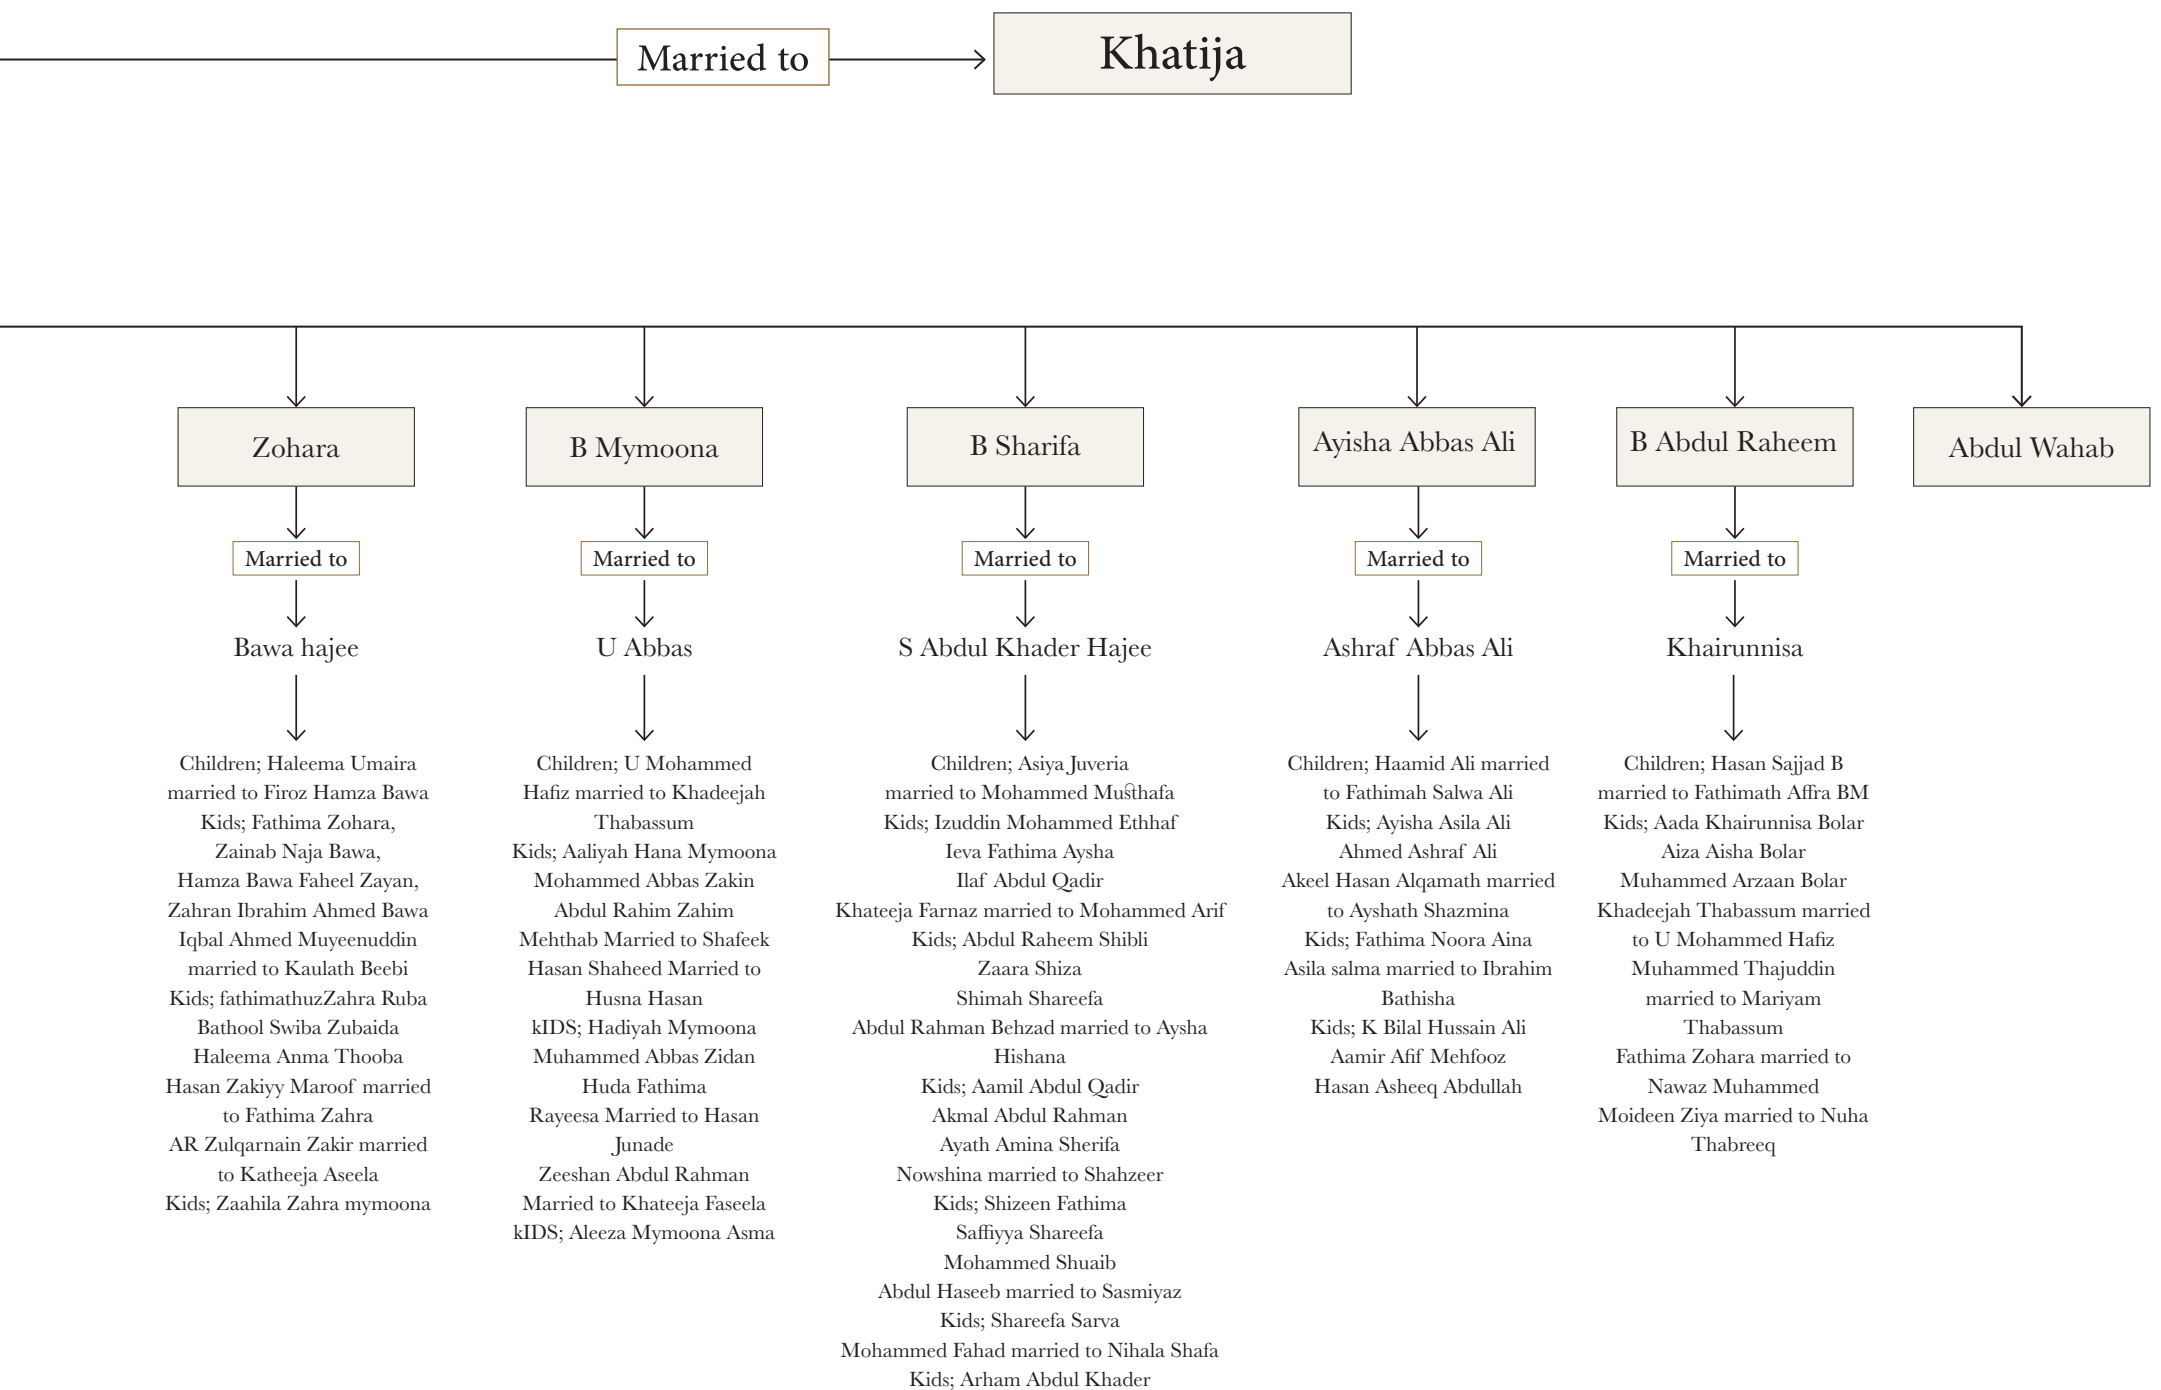 Married to
Khatija
Zohara
Married to
Bawa hajee
Children; Haleema Umaira
married to Firoz Hamza Bawa
Kids; Fathima Zohara,
Zainab Naja Bawa,
Hamza Bawa Faheel Zayan,
Zahran Ibrahim Ahmed Bawa
Iqbal Ahmed Muyeenuddin
married to Kaulath Beebi
Kids; fathimathuzZahra Ruba
Bathool Swiba Zubaida
Haleema Anma Thooba
Hasan Zakiyy Maroof married
to Fathima Zahra
AR Zulqarnain Zakir married
to Katheeja Aseela
Kids; Zaahila Zahra mymoona
B Mymoona
Married to
U Abbas
Children; U Mohammed
Hafiz married to Khadeejah
Thabassum
Kids; Aaliyah Hana Mymoona
Mohammed Abbas Zakin
Abdul Rahim Zahim
Mehthab Married to Shafeek
Hasan Shaheed Married to
Husna Hasan
kIDS; Hadiyah Mymoona
Muhammed Abbas Zidan
Huda Fathima
Rayeesa Married to Hasan
Junade
Zeeshan Abdul Rahman
Married to Khateeja Faseela
kIDS; Aleeza Mymoona Asma
B Sharifa
Married to
S Abdul Khader Hajee
Children; Asiya Juveria
married to Mohammed Musthafa
Kids; Izuddin Mohammed Ethhaf
Ieva Fathima Aysha
Ilaf Abdul Qadir
Khateeja Farnaz married to Mohammed Arif
Kids; Abdul Raheem Shibli
Zaara Shiza
Shimah Shareefa
Abdul Rahman Behzad married to Aysha
Hishana
Kids; Aamil Abdul Qadir
Akmal Abdul Rahman
Ayath Amina Sherifa
Nowshina married to Shahzeer
Kids; Shizeen Fathima
Saffiyya Shareefa
Mohammed Shuaib
Abdul Haseeb married to Sasmiyaz
Kids; Shareefa Sarva
Mohammed Fahad married to Nihala Shafa
Kids; Arham Abdul Khader
Ayisha Abbas Ali
Married to
Ashraf Abbas Ali
Children; Haamid Ali married
to Fathimah Salwa Ali
Kids; Ayisha Asila Ali
Ahmed Ashraf Ali
Akeel Hasan Alqamath married
to Ayshath Shazmina
Kids; Fathima Noora Aina
Asila salma married to Ibrahim
Bathisha
Kids; K Bilal Hussain Ali
Aamir Afif Mehfooz
Hasan Asheeq Abdullah
B Abdul Raheem
Married to
Khairunnisa
Children; Hasan Sajjad B
married to Fathimath Affra BM
Kids; Aada Khairunnisa Bolar
Aiza Aisha Bolar
Muhammed Arzaan Bolar
Khadeejah Thabassum married
to U Mohammed Hafiz
Muhammed Thajuddin
married to Mariyam
Thabassum
Fathima Zohara married to
Nawaz Muhammed
Moideen Ziya married to Nuha
Thabreeq
Abdul Wahab